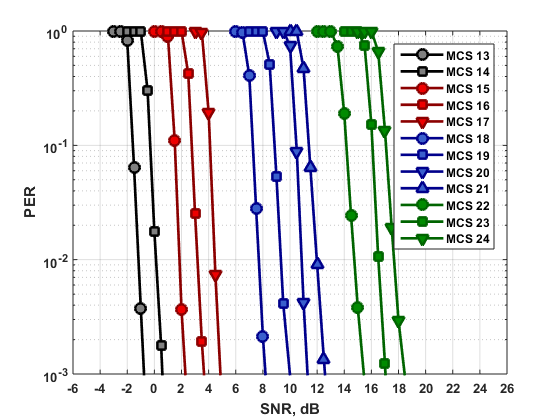 10^0
10^-1
10^-2
10^-3
PER
-6 -4 -2 0 2 4 6 8 10 12 14 16 18 20 22 24 26
SNR, dB
MCS 13
MCS 14
MCS 15
MCS 16
MCS 17
MCS 18
MCS 19
MCS 20
MCS 21
MCS 22
MCS 23
MCS 24